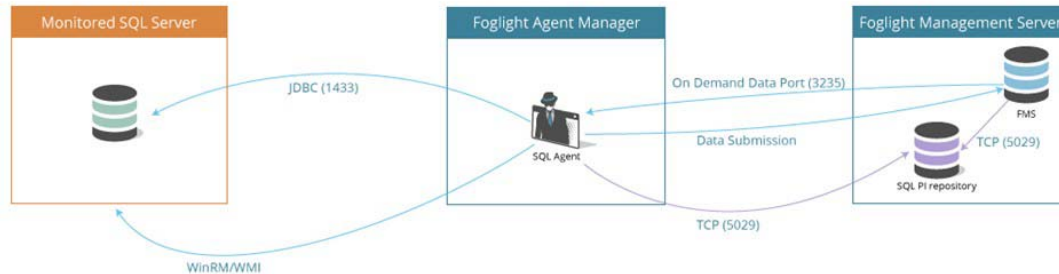 Monitored SQL Server
Foglight Agent Manager
Foglight Management Server
JDBC (1433)
On Demand Data Port (3235)
FMS
SQL Agent
Data Submission
TCP (5029)
SQL PI repository
TCP (5029)
WinRM/WMI